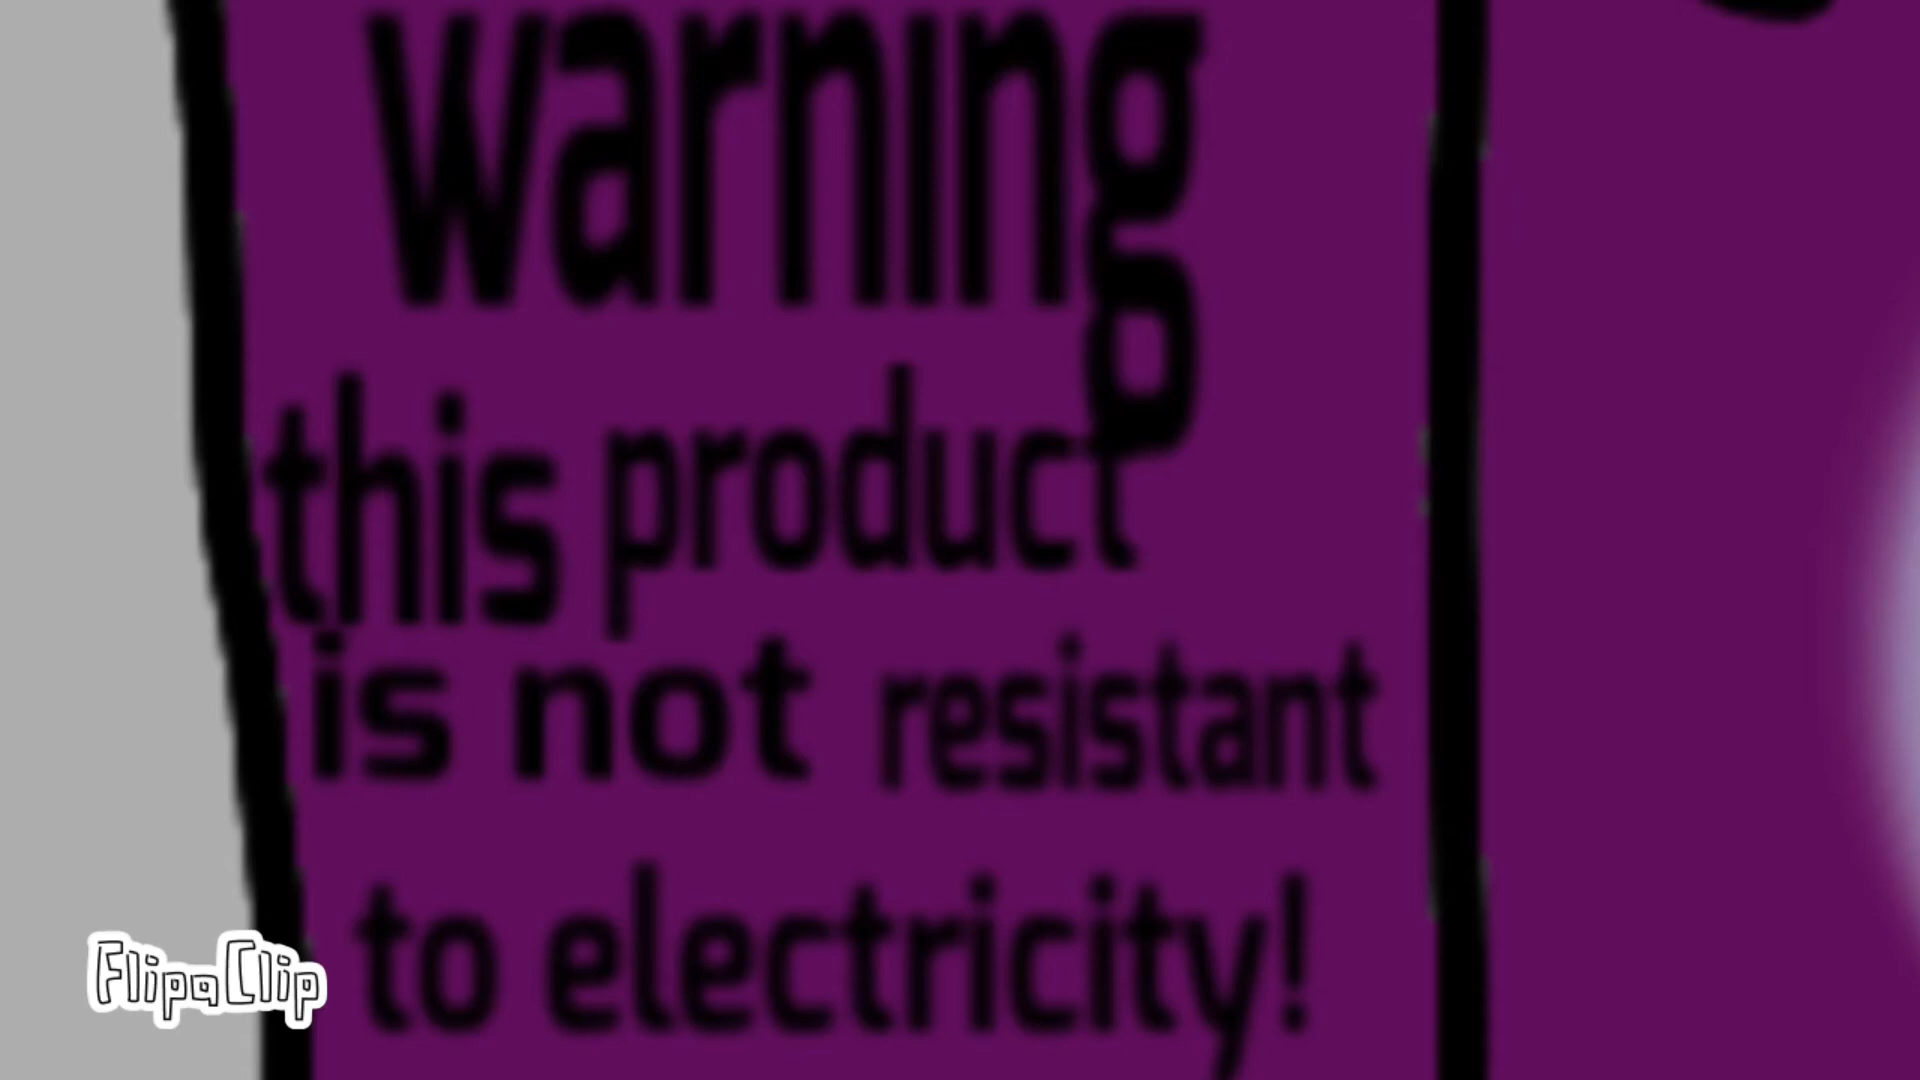 warning
this product
is not resistant
to electricity!
FlipaClip